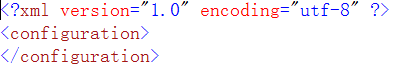 <?xml version="1.0" encoding="utf-8" ?>
<configuration>
</configuration>